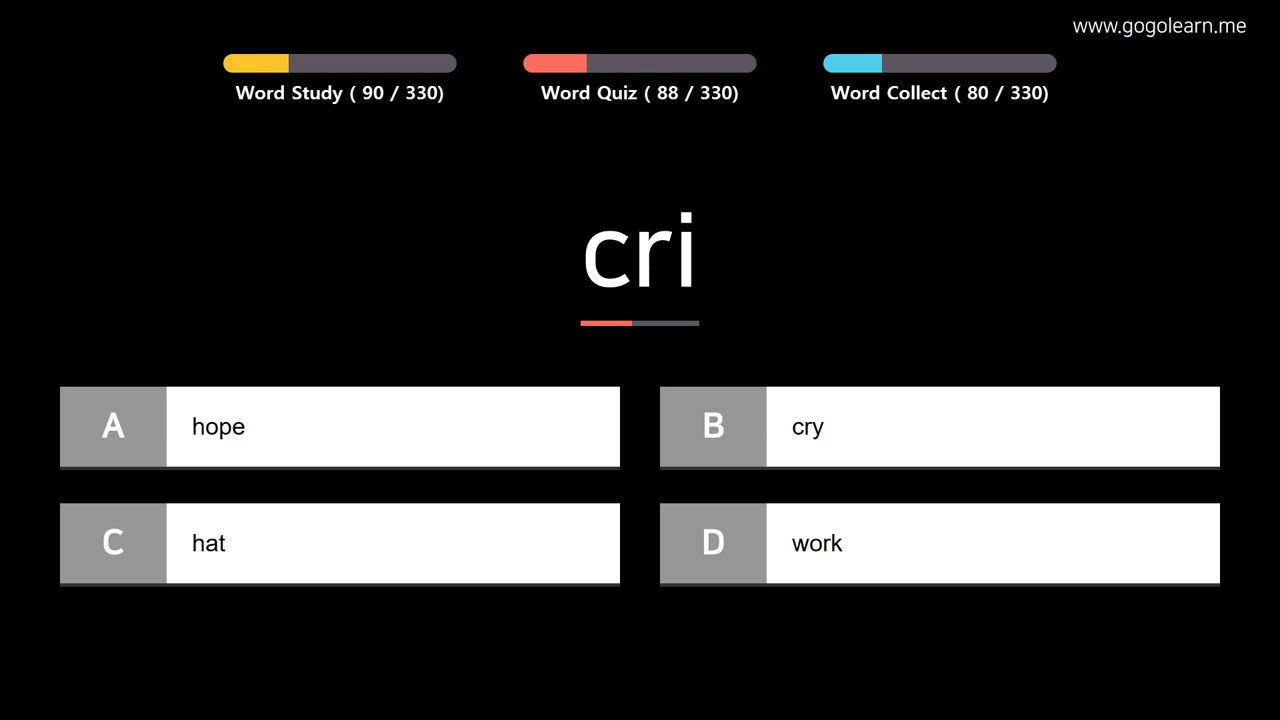 www.gogolearn.me
Word Study ( 90 / 330)
Word Quiz ( 88 / 330)
Word Collect ( 80 / 330)
cri
A hope
B cry
C hat
D work